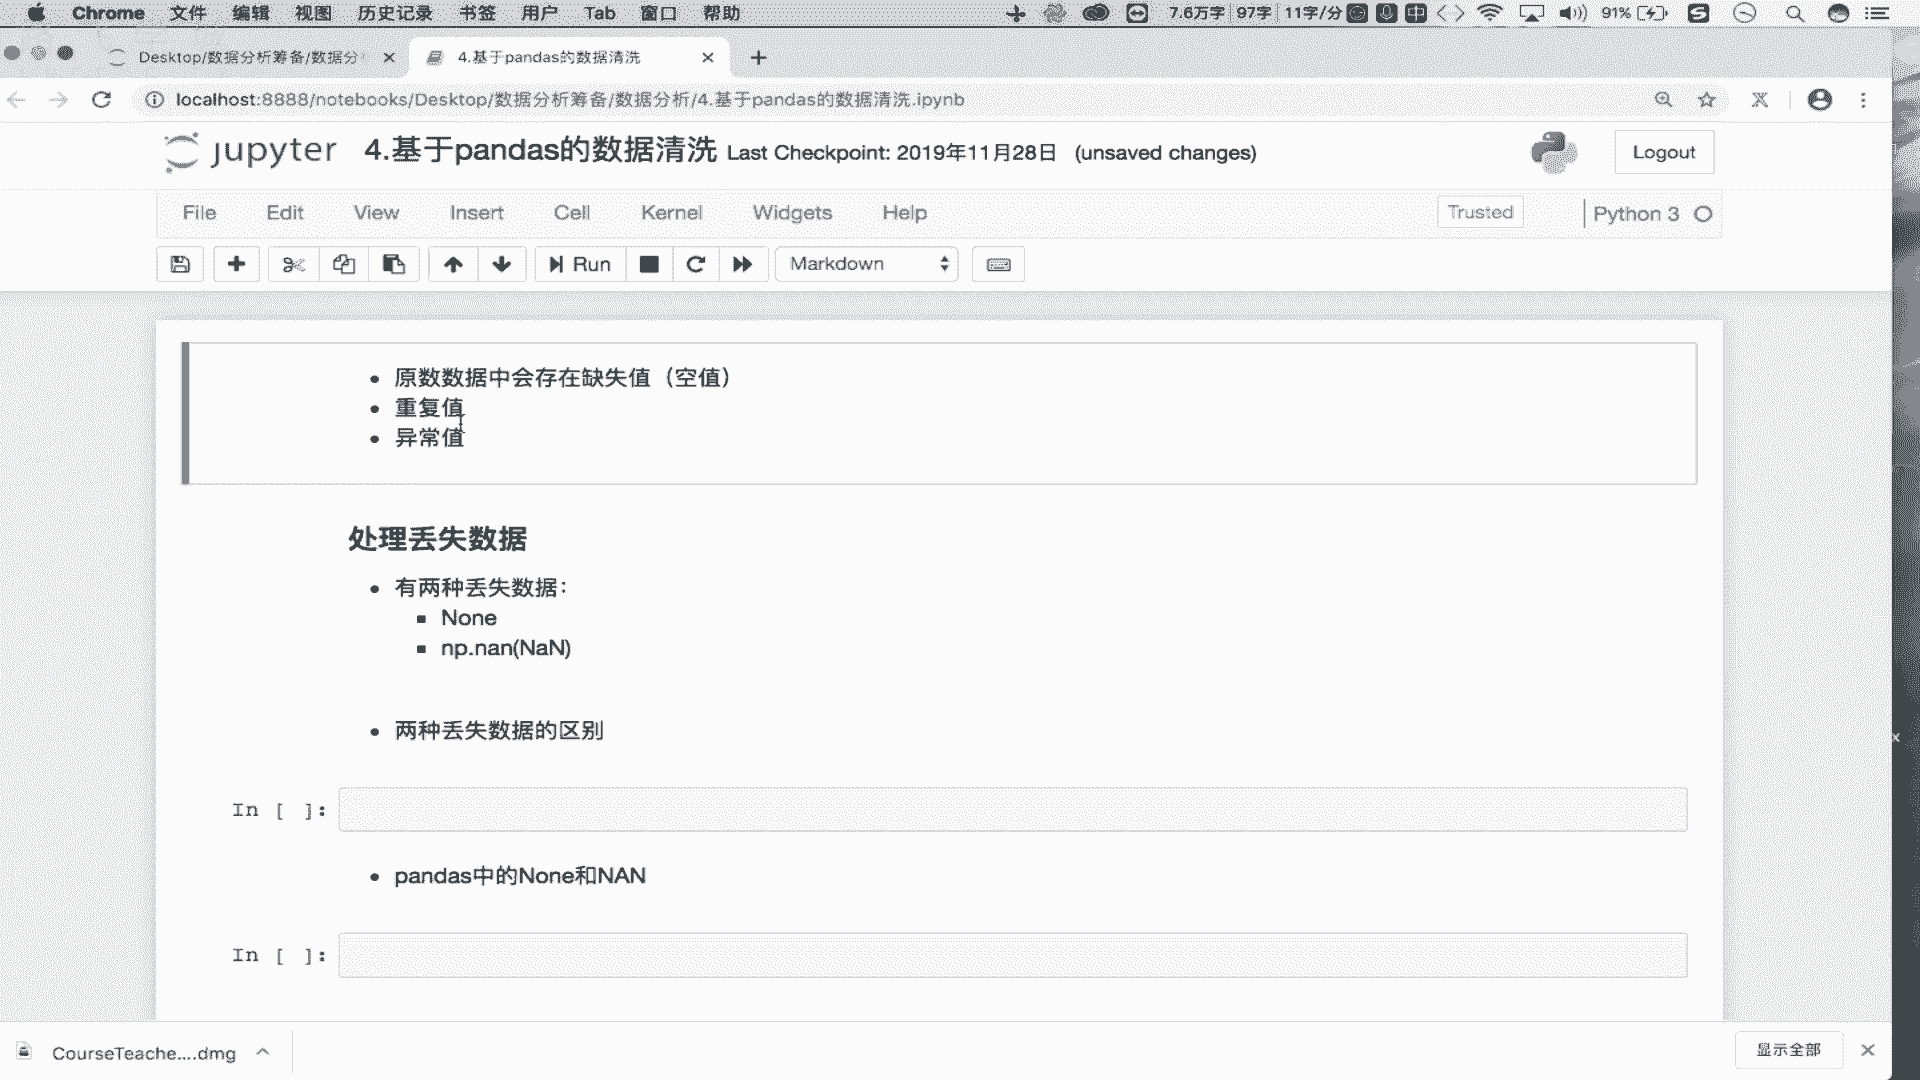 Chrome 文件 编辑 视图 历史记录 书签 用户 Tab 窗口 帮助 7.6万字 97字 11字/分 中 91%
Desktop/数据分析筹备/数据分 4.基于pandas的数据清洗
localhost:8888/notebooks/Desktop/数据分析筹备/数据分析/4.基于pandas的数据清洗.ipynb
jupyter 4.基于pandas的数据清洗 Last Checkpoint: 2019年11月28日 (unsaved changes) Logout
File Edit View Insert Cell Kernel Widgets Help Trusted Python 3
Run Markdown
原数数据中会存在缺失值（空值）
重复值
异常值
处理丢失数据
有两种丢失数据：
None
np.nan(NaN)
两种丢失数据的区别
In [ ]:
pandas中的None和NAN
In [ ]:
CourseTeache....dmg 显示全部